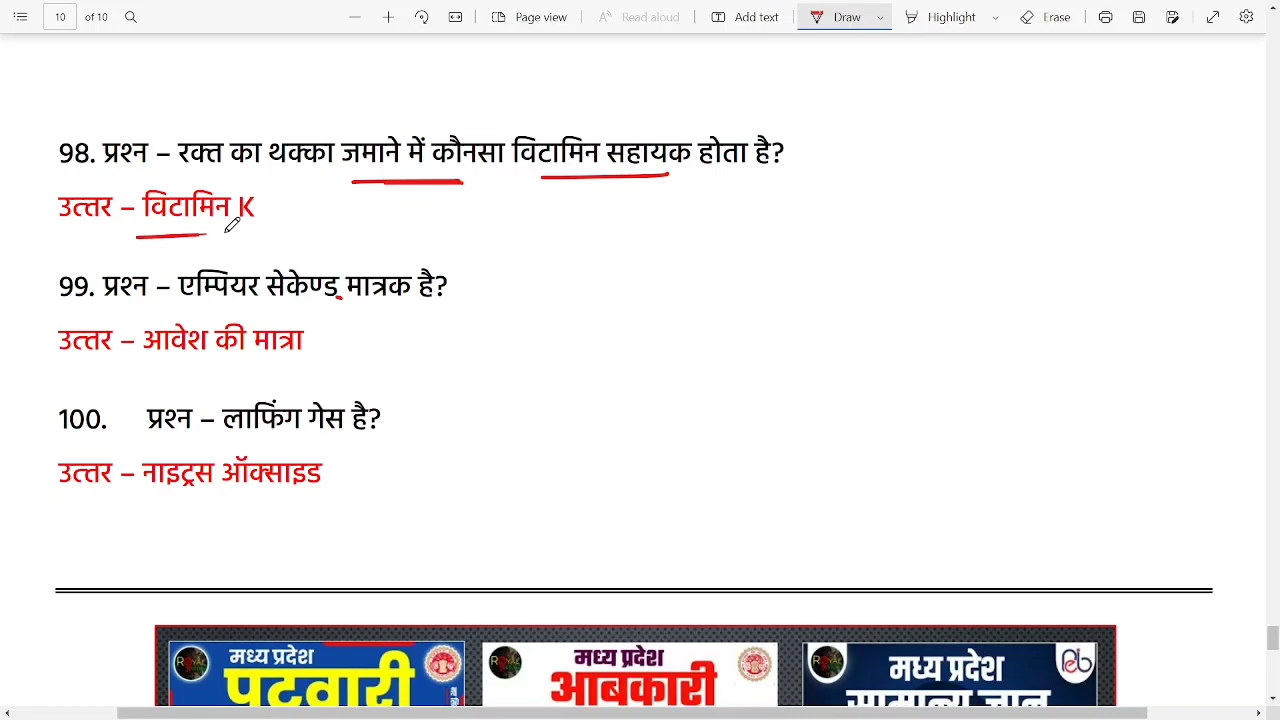 10 of 10 Page view Read aloud Add text Draw Highlight Erase
98. प्रश्न – रक्त का थक्का जमाने में कौनसा विटामिन सहायक होता है?
उत्तर – विटामिन K
99. प्रश्न – एम्पियर सेकेण्ड मात्रक है?
उत्तर – आवेश की मात्रा
100. प्रश्न – लाफिंग गेस है?
उत्तर – नाइट्रस ऑक्साइड
मध्य प्रदेश मध्य प्रदेश मध्य प्रदेश
पटवारी आबकारी सामान्य ज्ञान